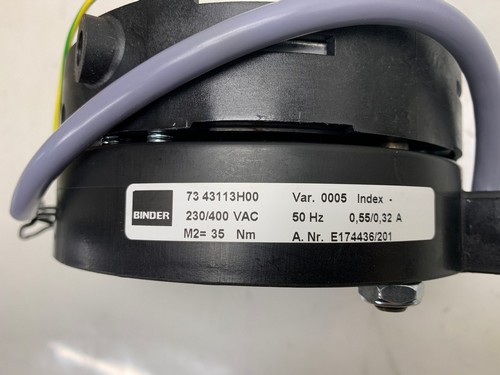 BINDER
73 43113H00 Var. 0005 Index -
230/400 VAC 50 Hz 0,55/0,32 A
M2= 35 Nm A. Nr. E174436/201